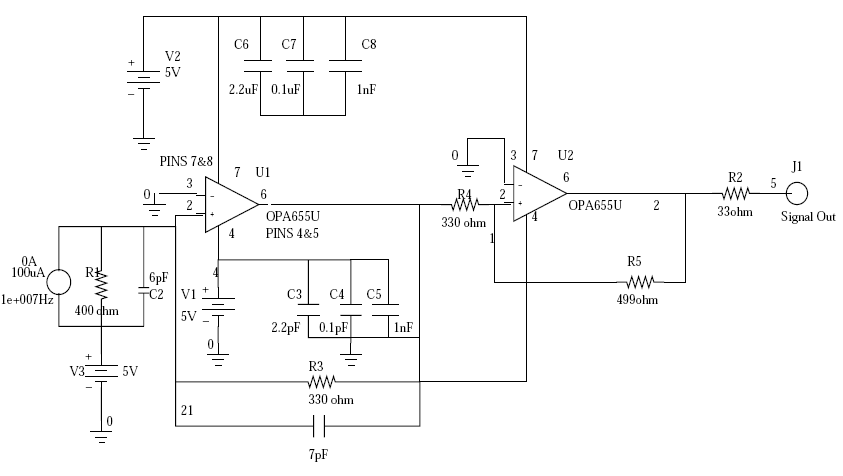 C6
C7
C8
+
V2
5V
–
2.2uF
0.1uF
1nF
PINS 7&8
7
U1
0
3
7
U2
3
–
0
2
+
6
6
–
2
+
R4
OPA655U
PINS 4&5
4
330 ohm
1
4
OPA655U
2
R2
33ohm
5
J1
Signal Out
0A
100uA
1e+007Hz
R1
400 ohm
6pF
C2
4
V1
+
5V
–
0
C3
C4
C5
2.2pF
0.1pF
1nF
R5
499ohm
+
V3
5V
–
0
R3
330 ohm
21
7pF